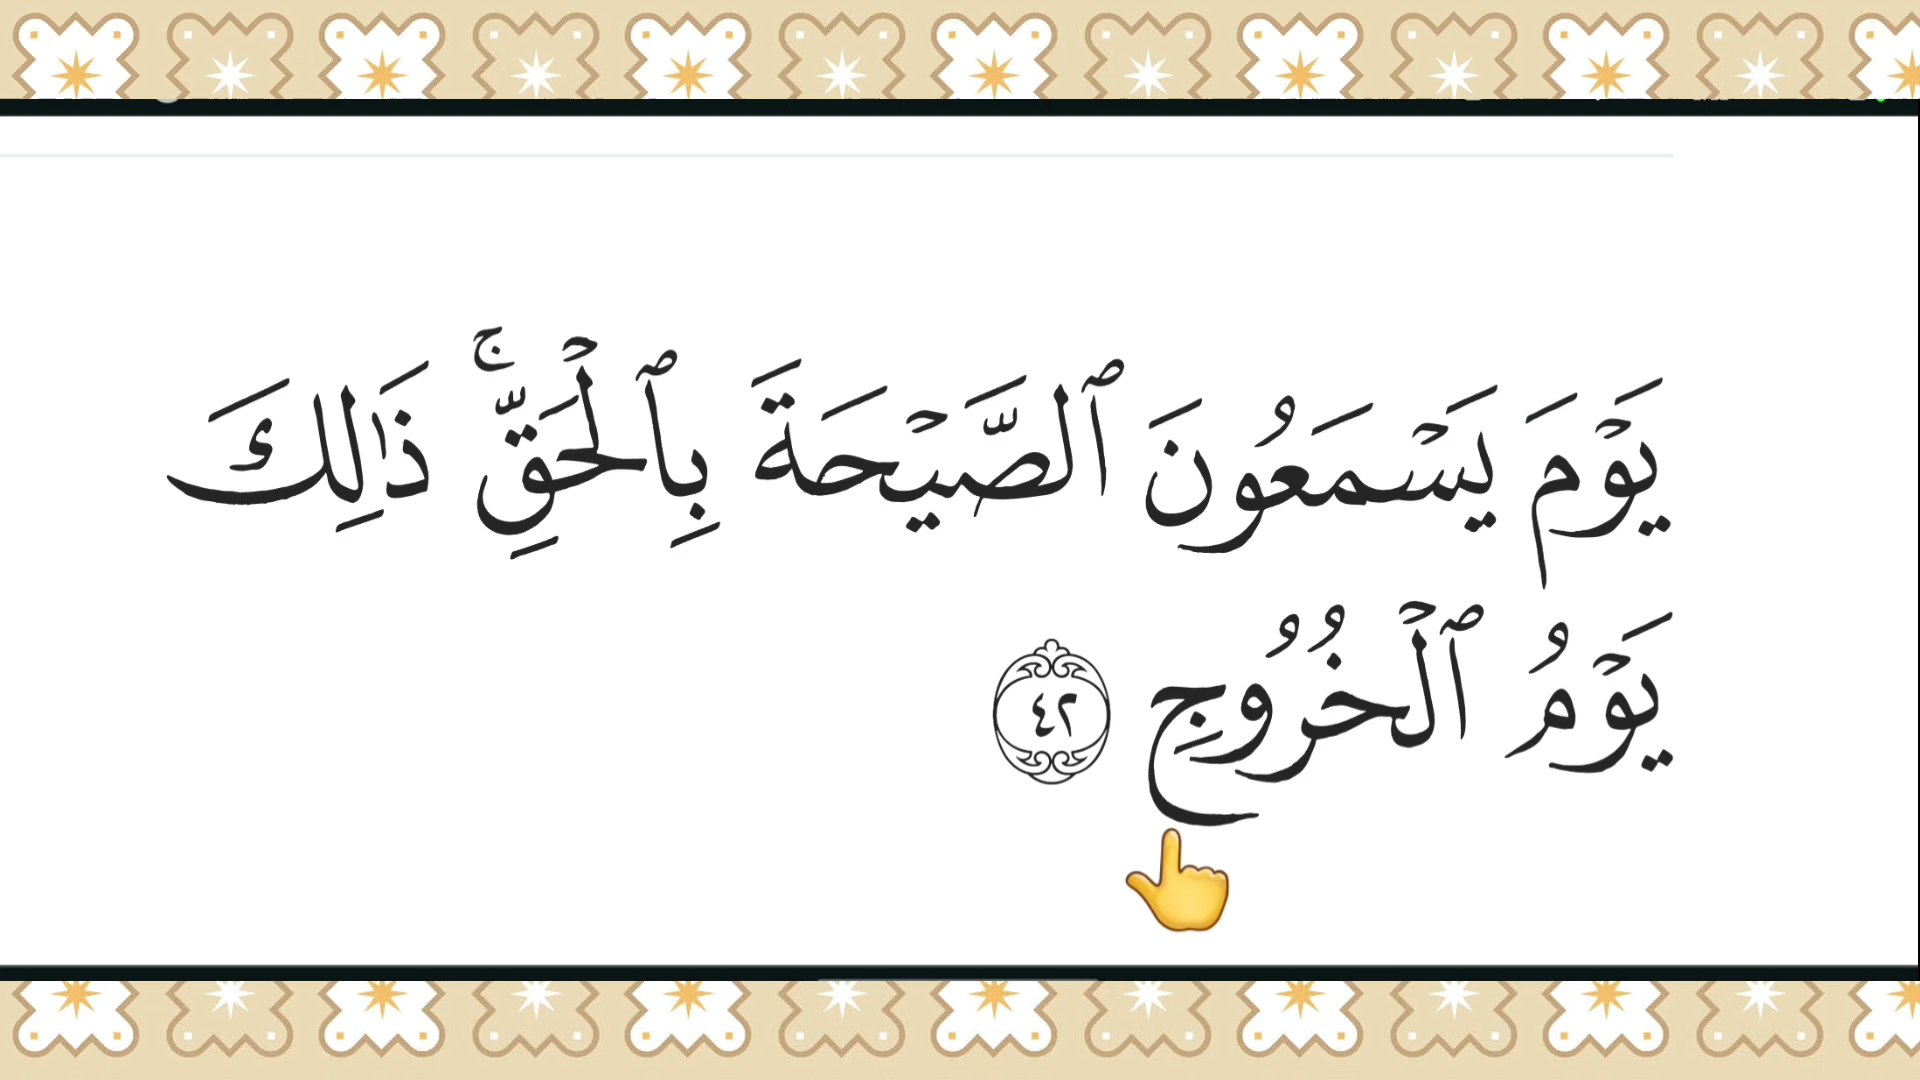 يَوۡمَ يَسۡمَعُونَ ٱلصَّيۡحَةَ بِٱلۡحَقِّۚ ذَٰلِكَ
يَوۡمُ ٱلۡخُرُوجِ ٤٢